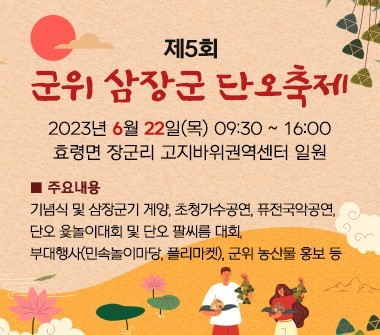 제5회
군위 삼장군 단오축제
2023년 6월 22일(목) 09:30 ~ 16:00
효령면 장군리 고지바위권역센터 일원
■ 주요내용
기념식 및 삼장군기 게양, 초청가수공연, 퓨전국악공연,
단오 윷놀이대회 및 단오 팔씨름 대회,
부대행사(민속놀이마당, 플리마켓), 군위 농산물 홍보 등